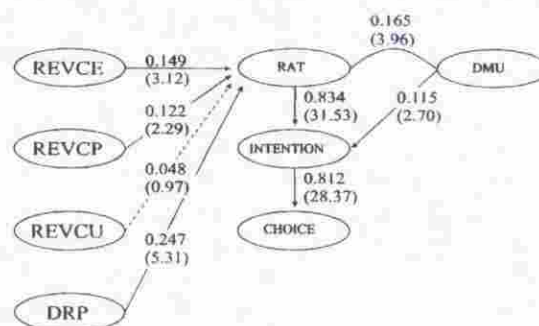 0.165
(3.96)
REVCE
0.149
(3.12)
RAT
DMU
0.122
(2.29)
0.834
(31.53)
0.115
(2.70)
REVCP
INTENTION
0.048
(0.97)
0.812
(28.37)
REVCU
CHOICE
0.247
(5.31)
DRP